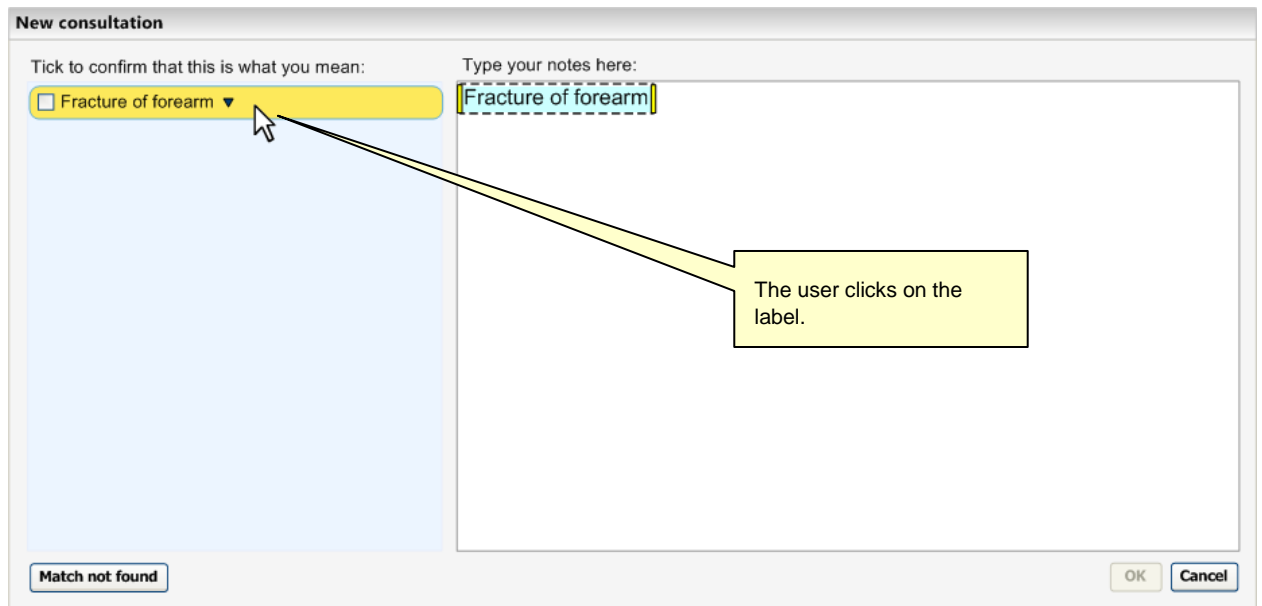 New consultation
Tick to confirm that this is what you mean:
Type your notes here:
Fracture of forearm
Fracture of forearm
The user clicks on the
label.
Match not found
OK
Cancel